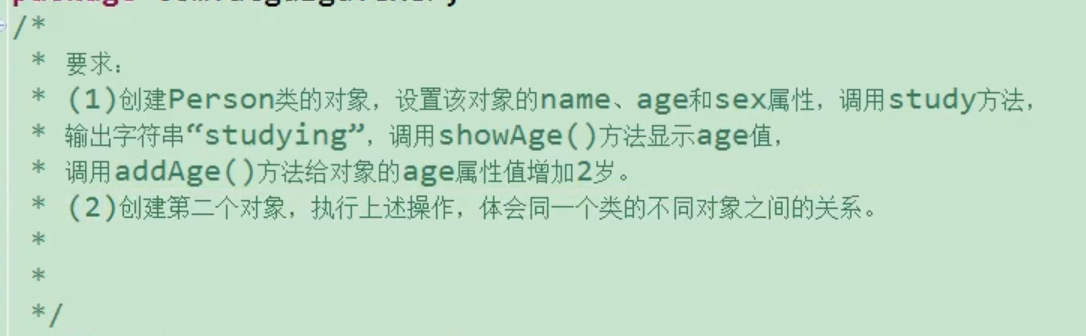 /*
* 要求:
* (1)创建Person类的对象，设置该对象的name、age和sex属性，调用study方法，
* 输出字符串“studying”，调用showAge()方法显示age值，
* 调用addAge()方法给对象的age属性值增加2岁。
* (2)创建第二个对象，执行上述操作，体会同一个类的不同对象之间的关系。
*
*
*/